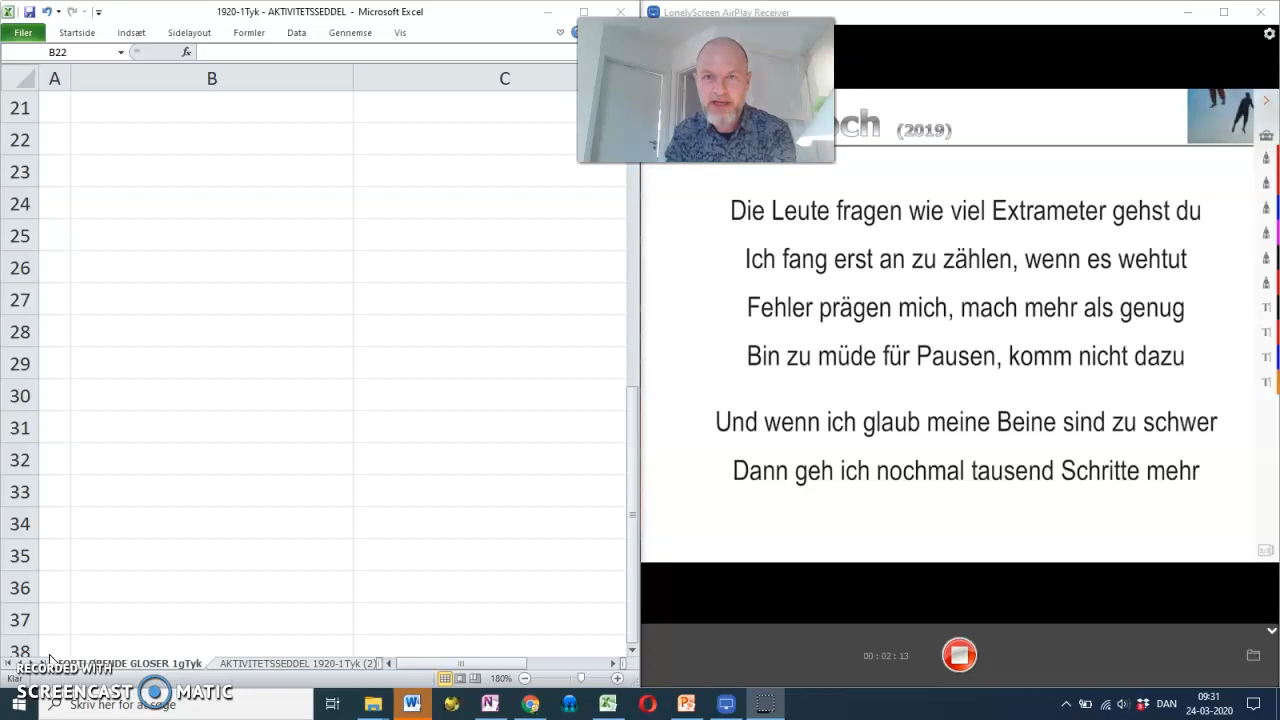 1920-1Tyk - AKTIVITETSSEDDEL - Microsoft Excel
LonelyScreen AirPlay Receiver
Filer Startside Indsæt Sidelayout Formler Data Gennemse Vis
B22 fx
A B C
21
22
23
24
25
26
27
28
29
30
31
32
33
34
35
36
37
38
och (2019)
Die Leute fragen wie viel Extrameter gehst du
Ich fang erst an zu zählen, wenn es wehtut
Fehler prägen mich, mach mehr als genug
Bin zu müde für Pausen, komm nicht dazu
Und wenn ich glaub meine Beine sind zu schwer
Dann geh ich nochmal tausend Schritte mehr
00:02:13
GLOSER 1gTyk AKTIVITETSSEDDEL 1920-1Tyk (2)
RECORDED WITH
SCREENCAST MATIC
Klar 180%
Skriv her for at søge
DAN
09:31
24-03-2020